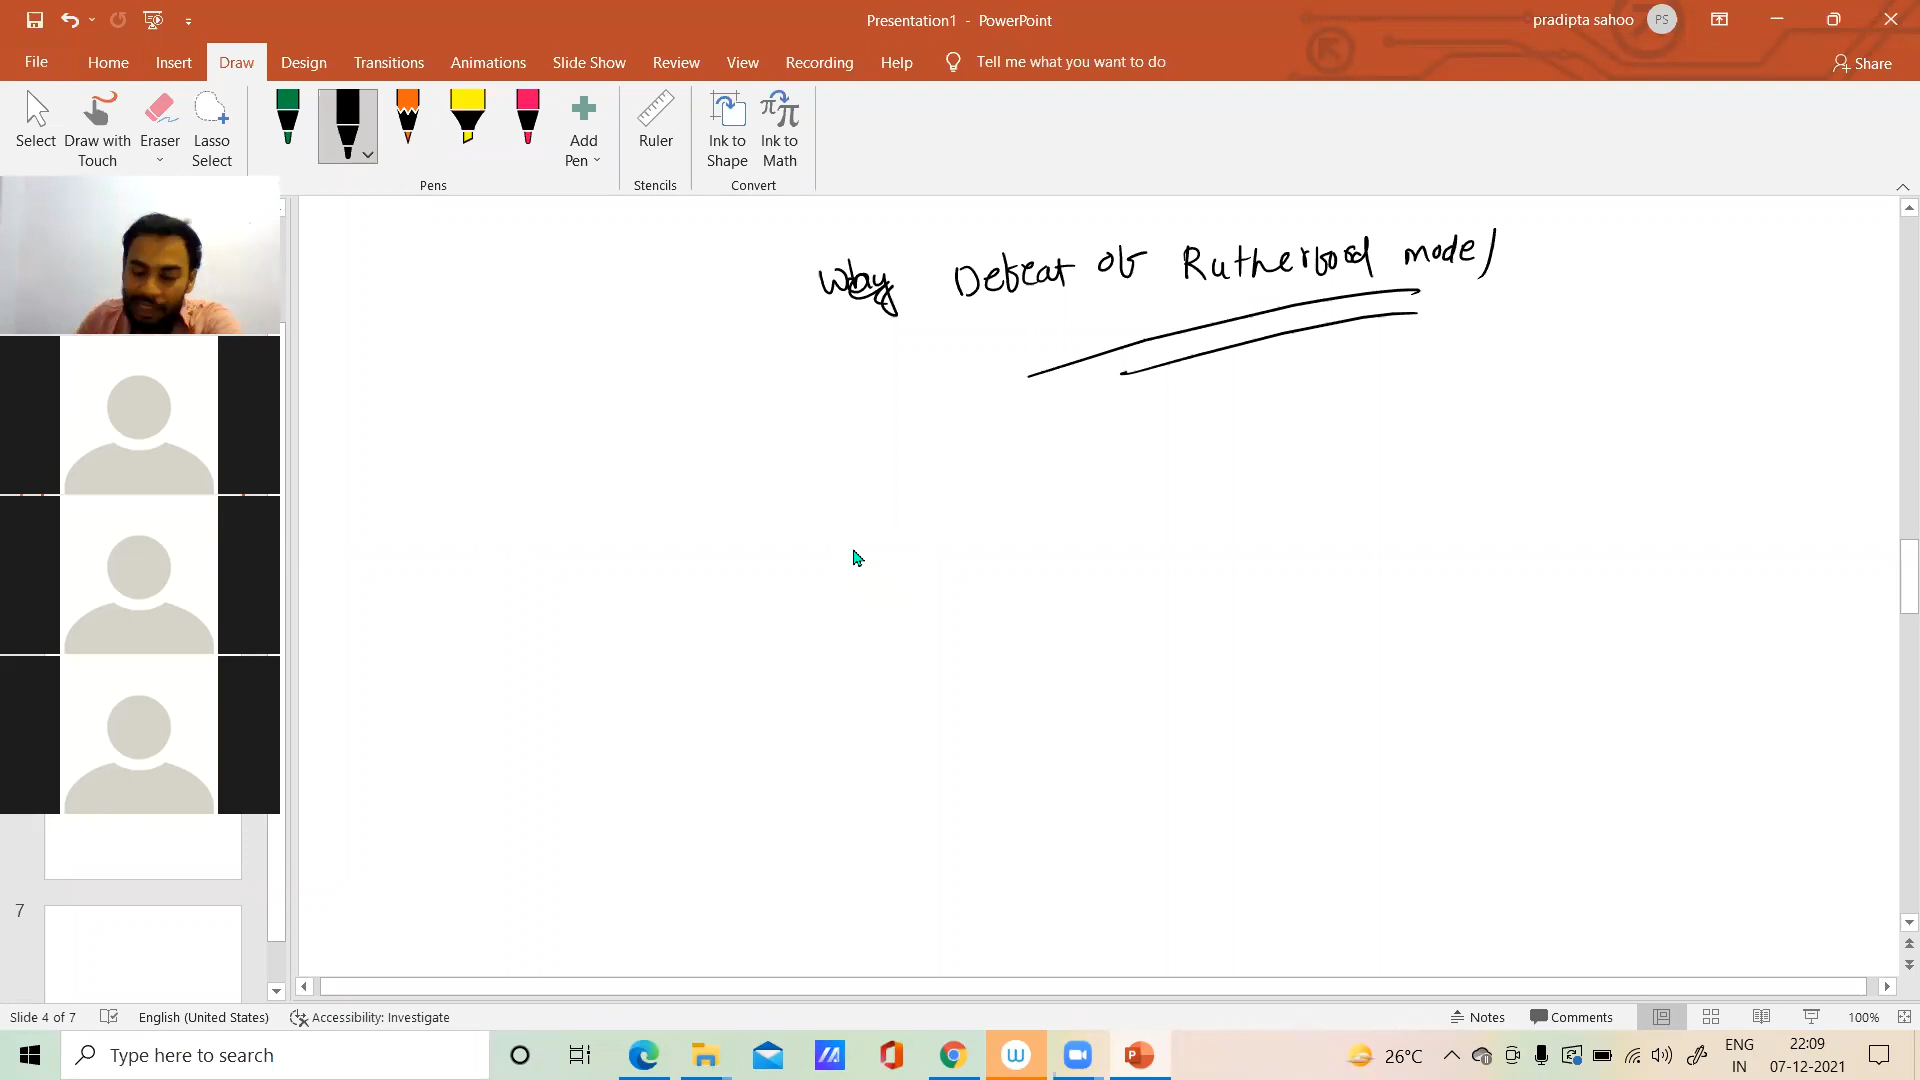 Presentation1 - PowerPoint
pradipta sahoo PS
File Home Insert Draw Design Transitions Animations Slide Show Review View Recording Help Tell me what you want to do Share
Select
Draw with Touch
Eraser
Lasso Select
Add Pen
Ruler
Ink to Shape
Ink to Math
Pens Stencils Convert
Why Defeat of Rutherford model
7
Slide 4 of 7 English (United States) Accessibility: Investigate Notes Comments 100%
Type here to search
26°C
ENG
IN
22:09
07-12-2021